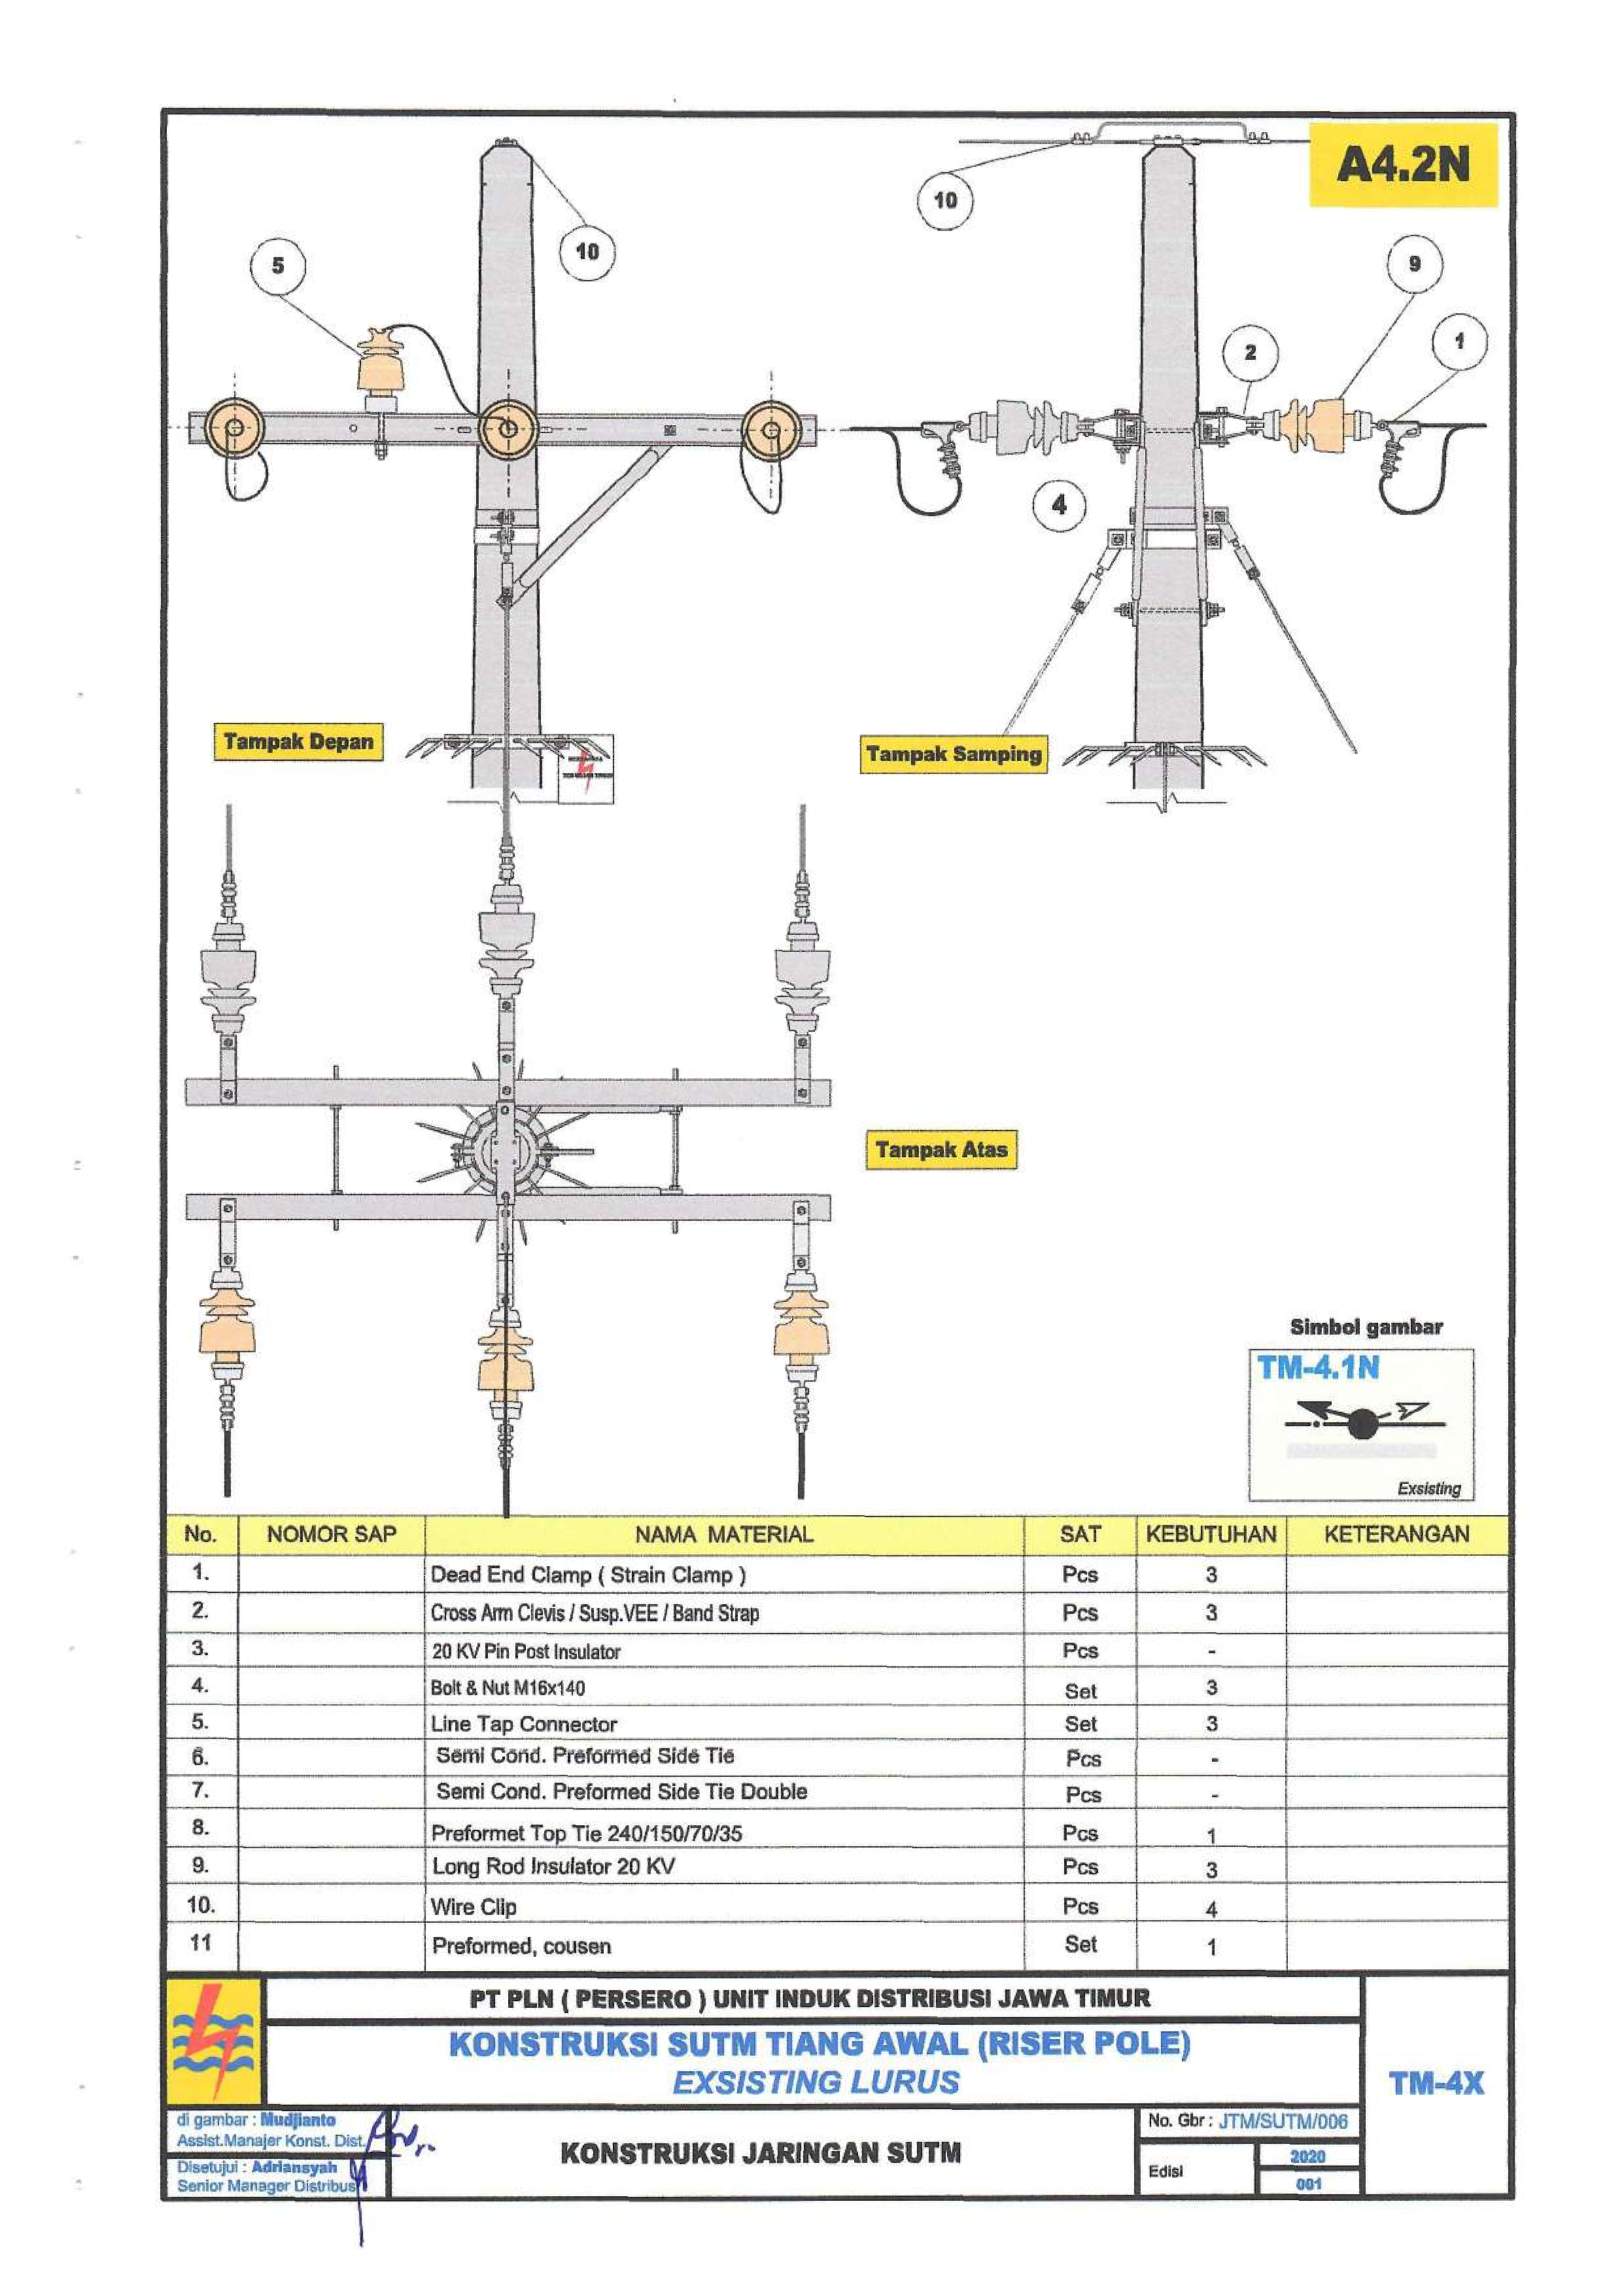 A4.2N
10
10
5
9
2
1
4
Tampak Depan
Tampak Samping
Tampak Atas
Simbol gambar
TM-4.1N
Exsisting
No. NOMOR SAP NAMA MATERIAL SAT KEBUTUHAN KETERANGAN
1. Dead End Clamp ( Strain Clamp ) Pcs 3
2. Cross Arm Clevis / Susp.VEE / Band Strap Pcs 3
3. 20 KV Pin Post Insulator Pcs -
4. Bolt & Nut M16x140 Set 3
5. Line Tap Connector Set 3
6. Semi Cond. Preformed Side Tie Pcs -
7. Semi Cond. Preformed Side Tie Double Pcs -
8. Preformet Top Tie 240/150/70/35 Pcs 1
9. Long Rod Insulator 20 KV Pcs 3
10. Wire Clip Pcs 4
11 Preformed, cousen Set 1
PT PLN ( PERSERO ) UNIT INDUK DISTRIBUSI JAWA TIMUR
KONSTRUKSI SUTM TIANG AWAL (RISER POLE)
EXSISTING LURUS
TM-4X
di gambar : Mudjianto
Assist.Manajer Konst. Dist.
Disetujui : Adriansyah
Senior Manager Distribusi
KONSTRUKSI JARINGAN SUTM
No. Gbr : JTM/SUTM/006
Edisi
2020
001